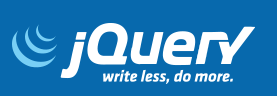 jQuery
write less, do more.